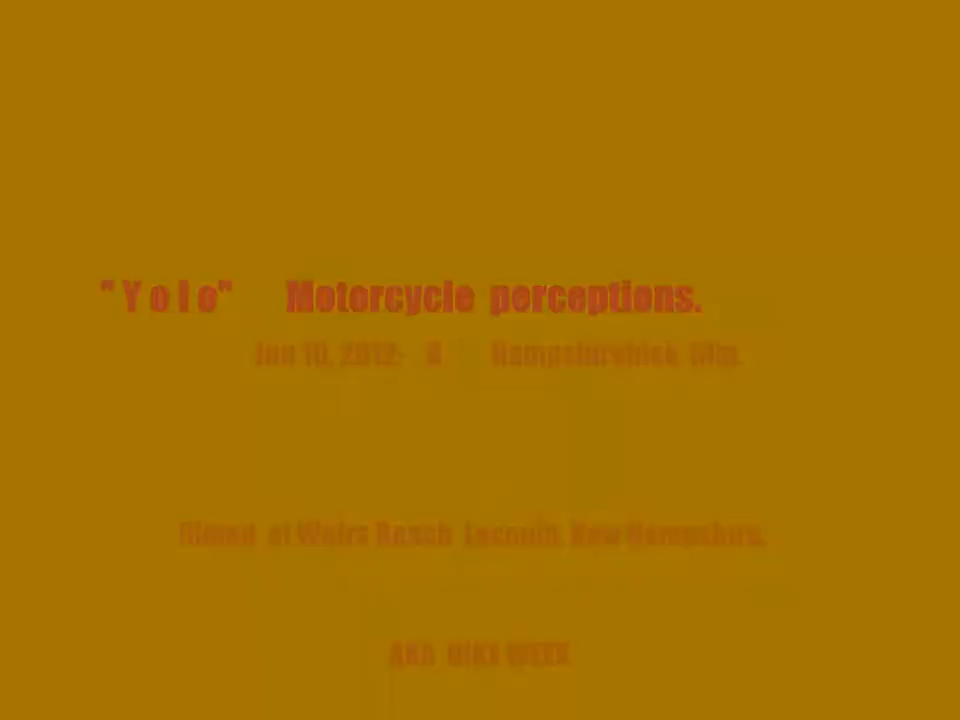 " Y o l o" Motorcycle perceptions.
Jun 10, 2012-
filmed at Weirs Beach Laconia, New Hampshire.
AKA BIKE WEEK